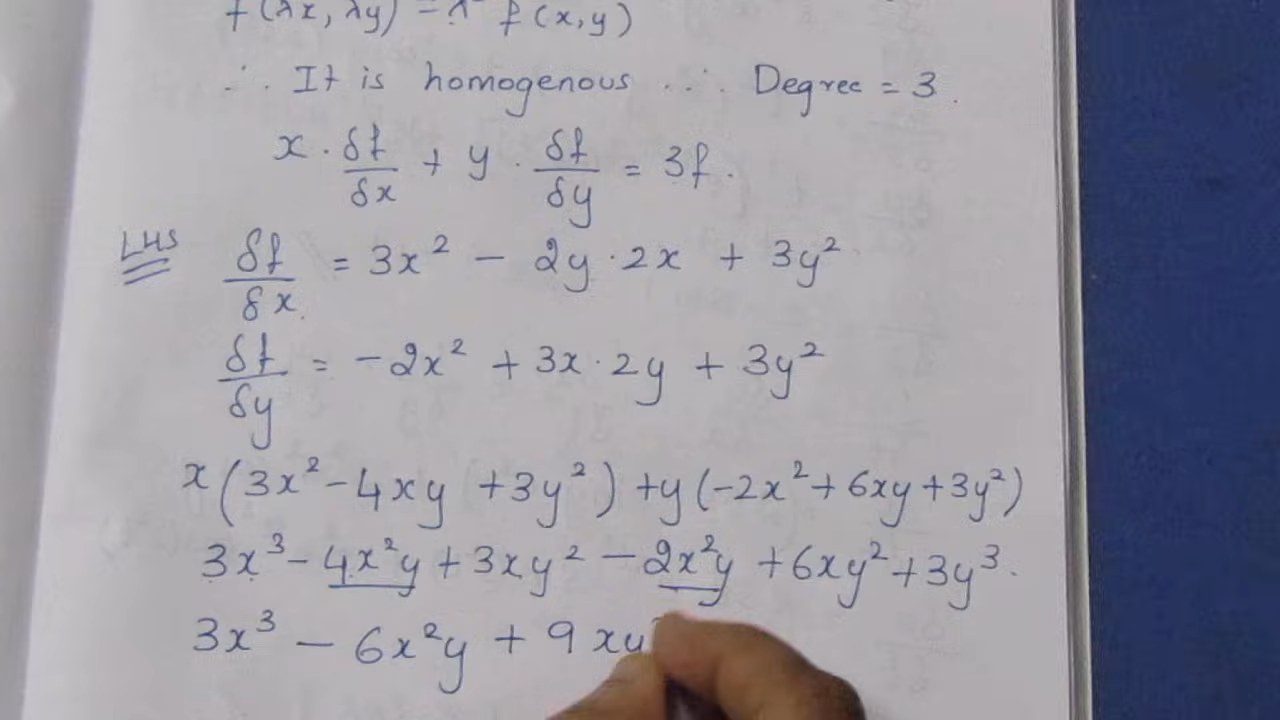 f(λx, λy) = λ f(x,y)
∴ It is homogenous ∴ Degree = 3.
x · δf/δx + y · δf/δy = 3f.
LHS δf/δx = 3x² - 2y · 2x + 3y²
δf/δy = -2x² + 3x · 2y + 3y²
x(3x² - 4xy + 3y²) + y(-2x² + 6xy + 3y²)
3x³ - 4x²y + 3xy² - 2x²y + 6xy² + 3y³.
3x³ - 6x²y + 9xy